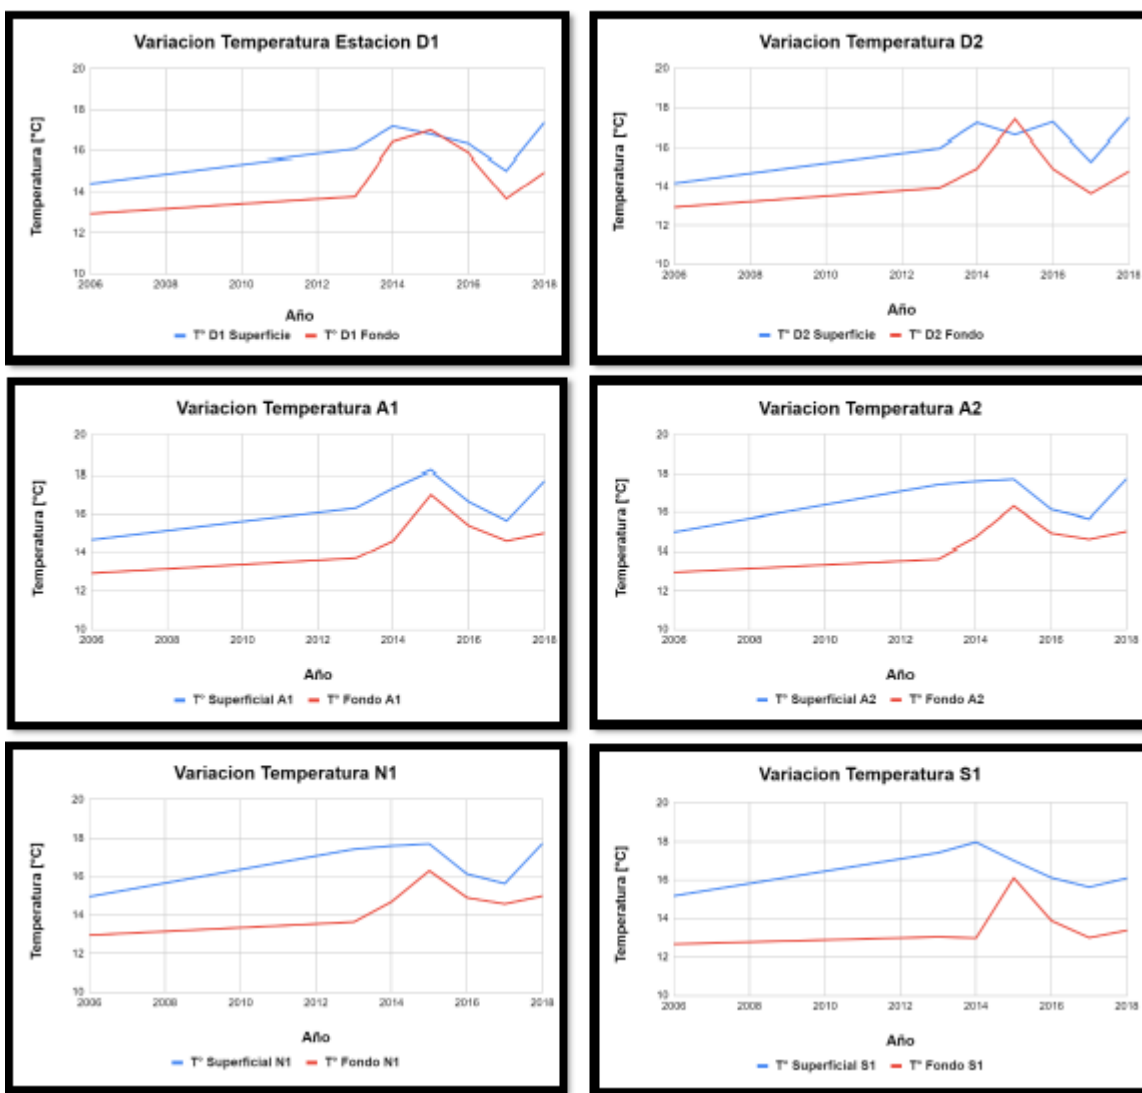 Variacion Temperatura Estacion D1
Temperatura [°C]
20
18
16
14
12
10
2006
2008
2010
2012
2014
2016
2018
Año
T° D1 Superficie
T° D1 Fondo
Variacion Temperatura D2
Temperatura [°C]
20
18
16
14
12
10
2006
2008
2010
2012
2014
2016
2018
Año
T° D2 Superficie
T° D2 Fondo
Variacion Temperatura A1
Temperatura [°C]
20
18
16
14
12
10
2006
2008
2010
2012
2014
2016
2018
Año
T° Superficial A1
T° Fondo A1
Variacion Temperatura A2
Temperatura [°C]
20
18
16
14
12
10
2006
2008
2010
2012
2014
2016
2018
Año
T° Superficial A2
T° Fondo A2
Variacion Temperatura N1
Temperatura [°C]
20
18
16
14
12
10
2006
2008
2010
2012
2014
2016
2018
Año
T° Superficial N1
T° Fondo N1
Variacion Temperatura S1
Temperatura [°C]
20
18
16
14
12
10
2006
2008
2010
2012
2014
2016
2018
Año
T° Superficial S1
T° Fondo S1